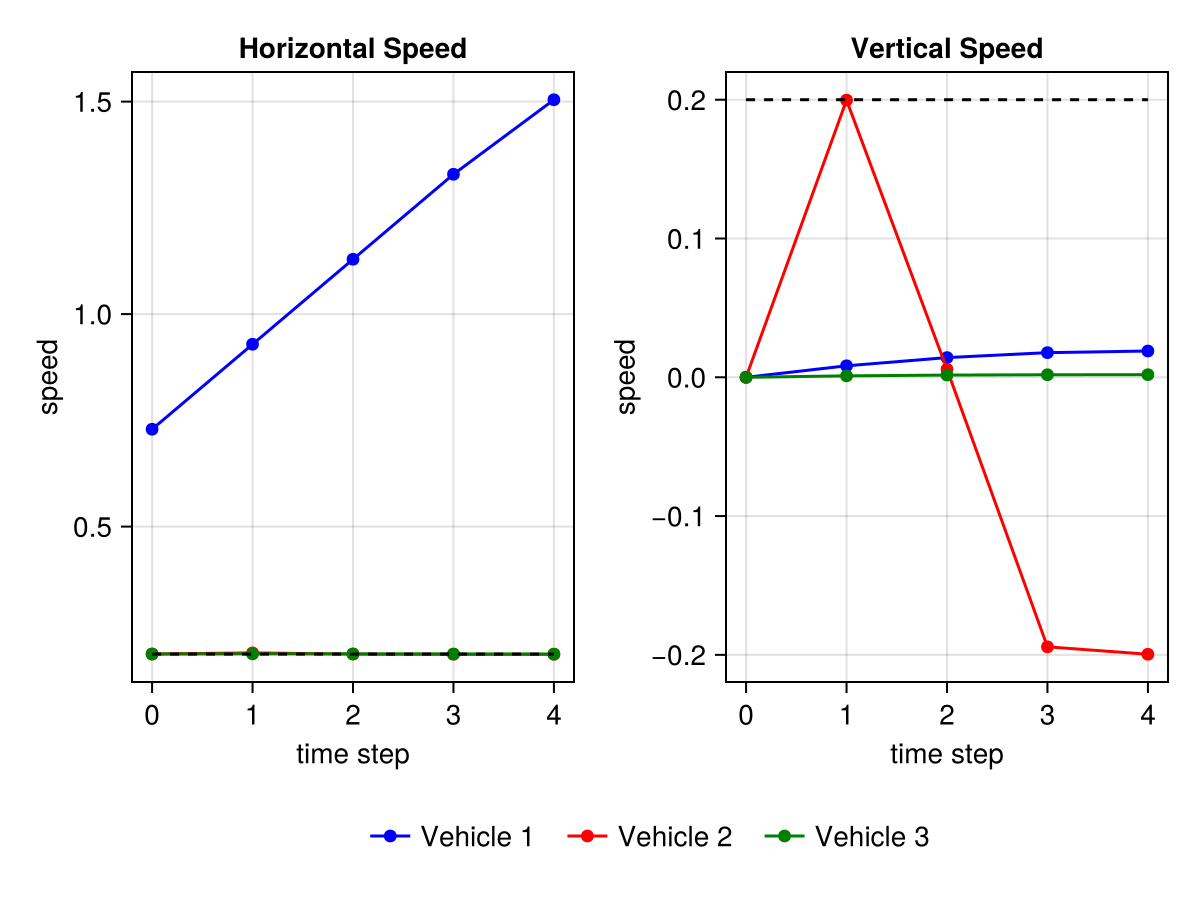 Horizontal Speed
speed
1.5
1.0
0.5
0 1 2 3 4
time step
Vertical Speed
speed
0.2
0.1
0.0
−0.1
−0.2
0 1 2 3 4
time step
Vehicle 1 Vehicle 2 Vehicle 3